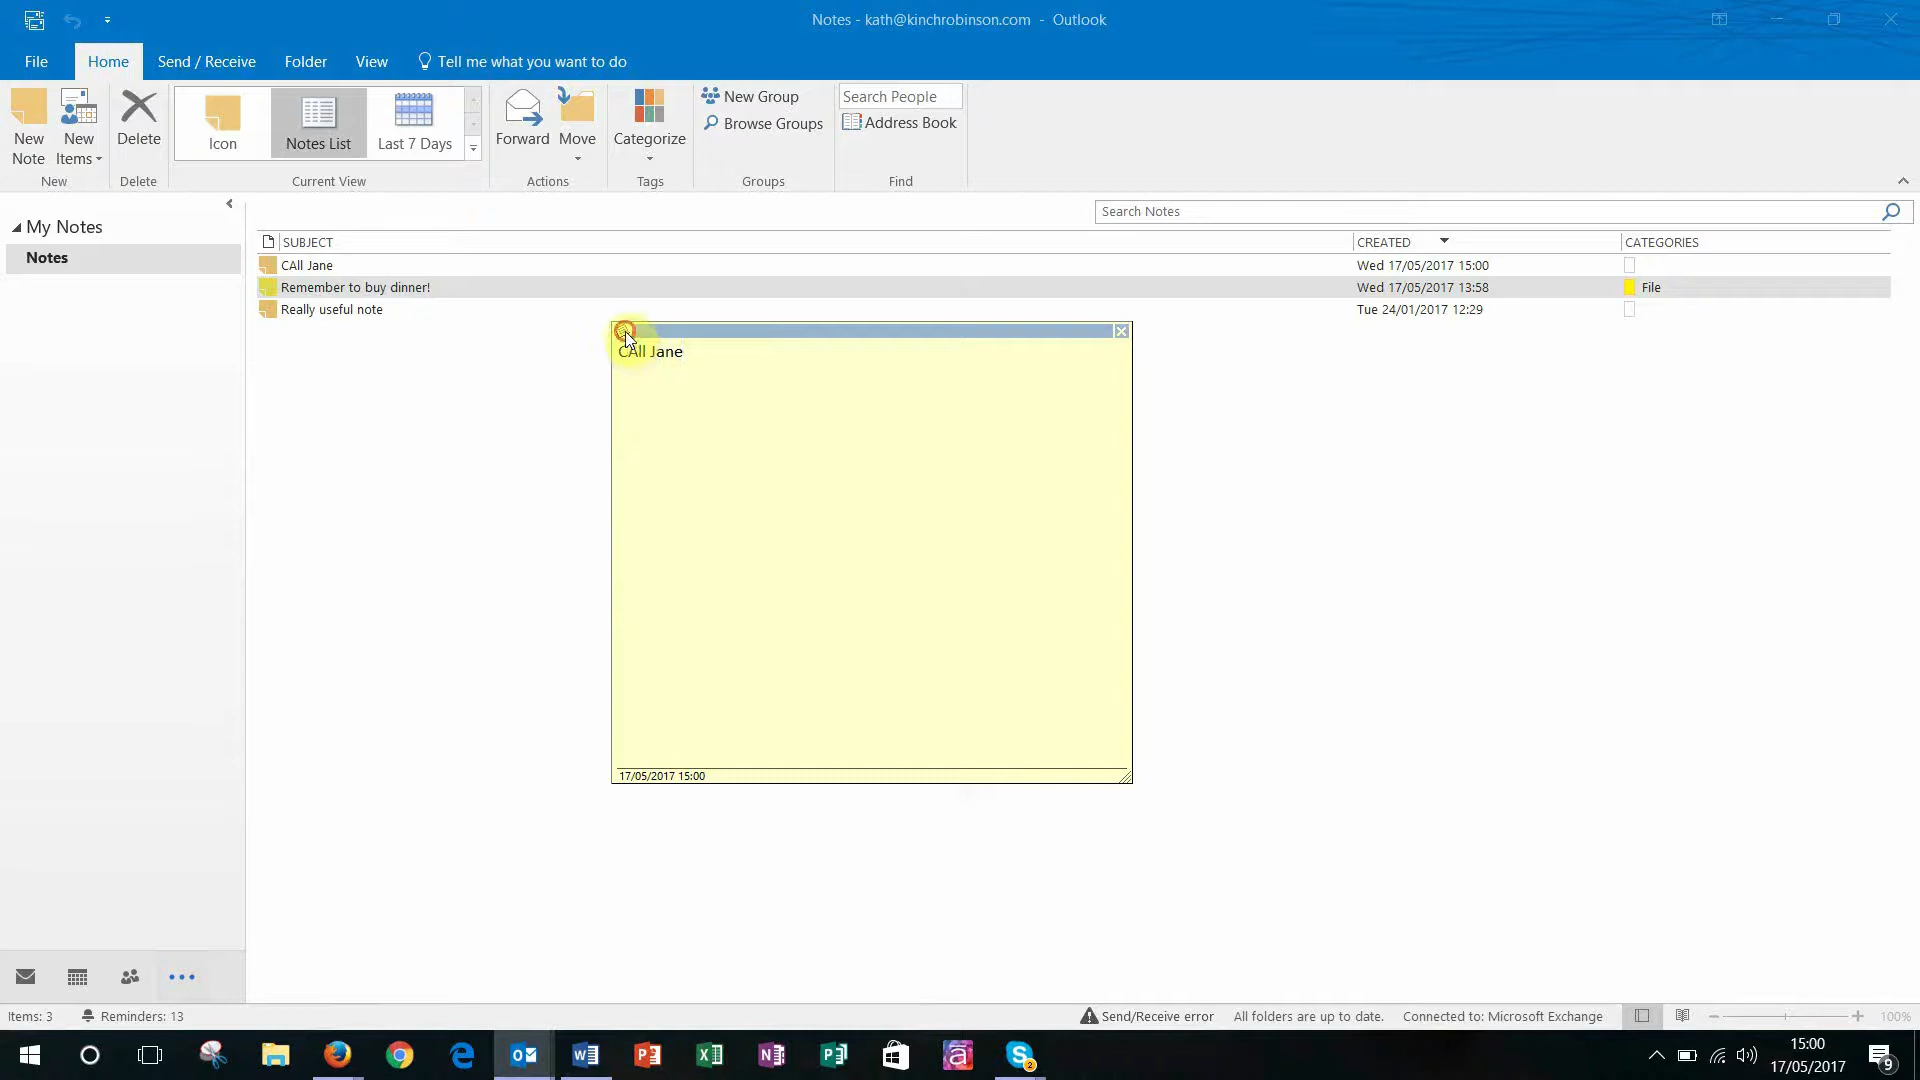 Notes - kath@kinchrobinson.com - Outlook
File Home Send / Receive Folder View Tell me what you want to do
New Note
New Items
Delete
Icon
Notes List
Last 7 Days
Forward
Move
Categorize
New Group
Browse Groups
Search People
Address Book
New Delete Current View Actions Tags Groups Find
My Notes
Notes
Search Notes
SUBJECT CREATED CATEGORIES
CAll Jane Wed 17/05/2017 15:00
Remember to buy dinner! Wed 17/05/2017 13:58 File
Really useful note Tue 24/01/2017 12:29
CAll Jane
17/05/2017 15:00
Items: 3 Reminders: 13 Send/Receive error All folders are up to date. Connected to: Microsoft Exchange 100%
15:00
17/05/2017
9
2